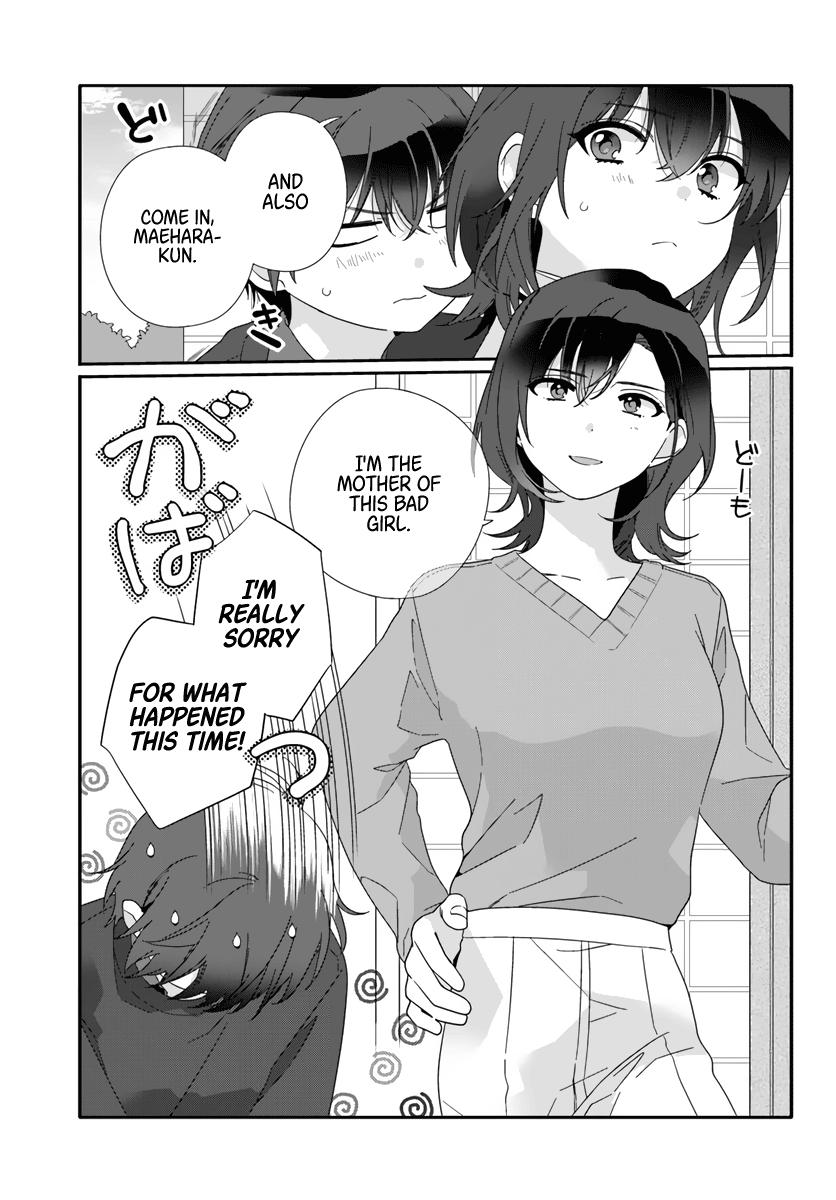 AND
ALSO
COME IN,
MAEHARA-
KUN.
ど
きっ
I'M THE
MOTHER OF
THIS BAD
GIRL.
どーも
がばっ
I'M
REALLY
SORRY
FOR WHAT
HAPPENED
THIS TIME!